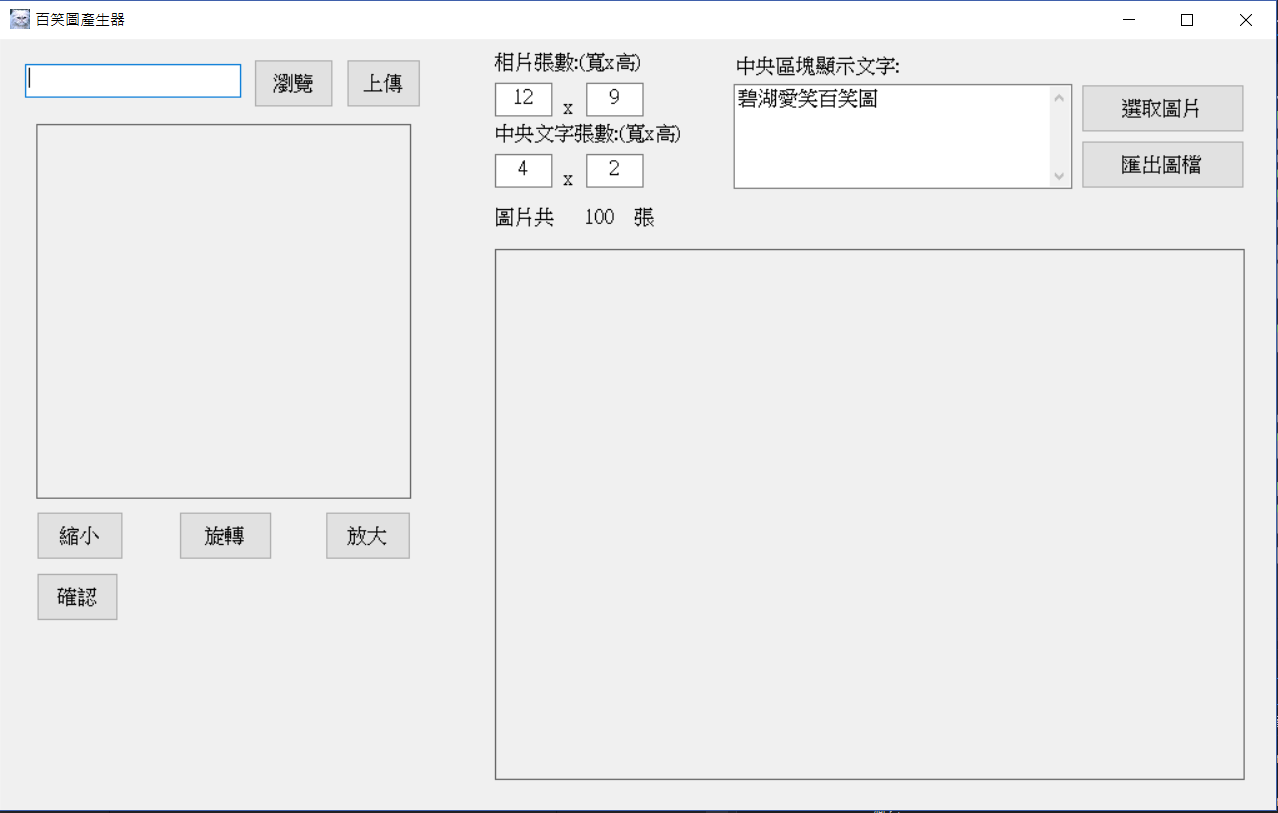 百笑圖產生器
瀏覽 上傳
縮小 旋轉 放大
確認
相片張數:(寬x高)
12 x 9
中央文字張數:(寬x高)
4 x 2
圖片共 100 張
中央區塊顯示文字:
碧湖愛笑百笑圖
選取圖片
匯出圖檔